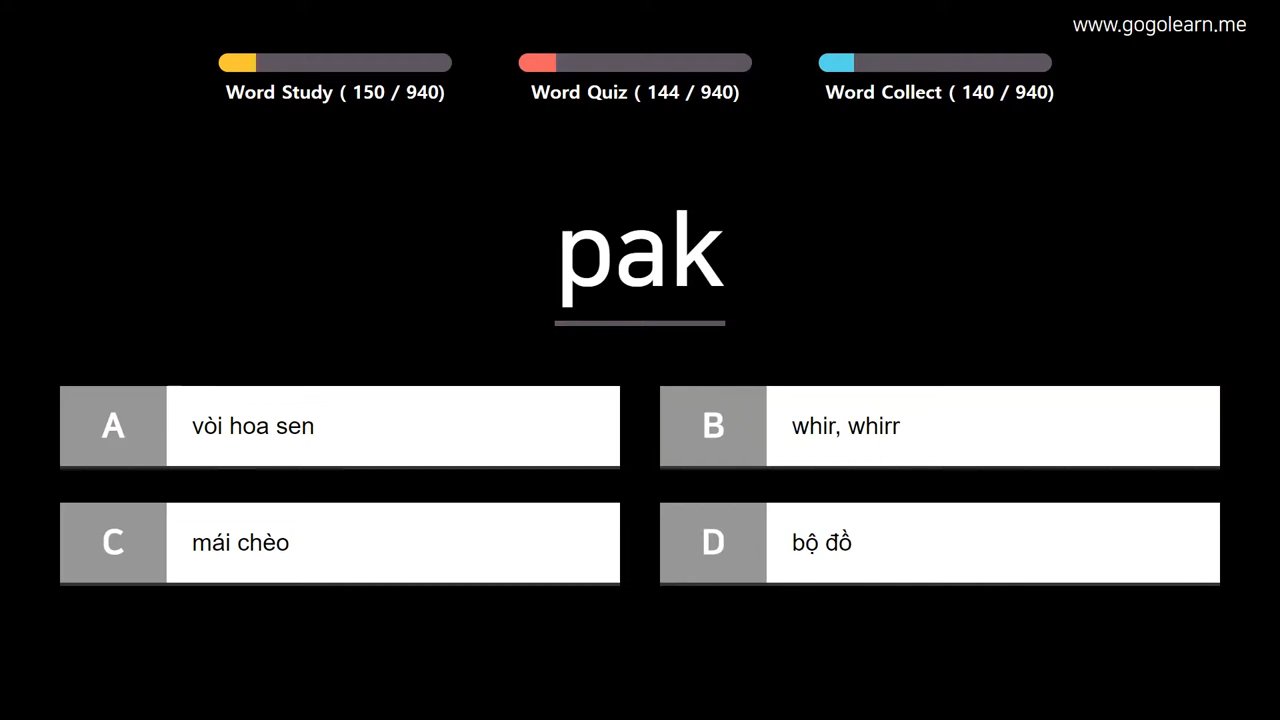 www.gogolearn.me
Word Study ( 150 / 940)
Word Quiz ( 144 / 940)
Word Collect ( 140 / 940)
pak
A vòi hoa sen
B whir, whirr
C mái chèo
D bộ đồ